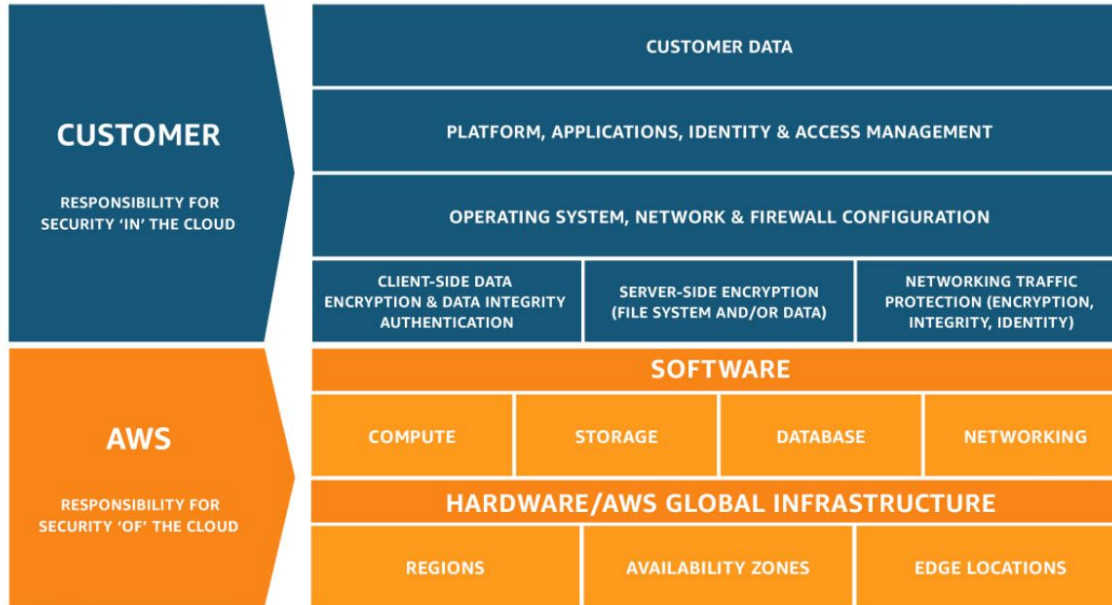 CUSTOMER
RESPONSIBILITY FOR
SECURITY ‘IN’ THE CLOUD
CUSTOMER DATA
PLATFORM, APPLICATIONS, IDENTITY & ACCESS MANAGEMENT
OPERATING SYSTEM, NETWORK & FIREWALL CONFIGURATION
CLIENT-SIDE DATA
ENCRYPTION & DATA INTEGRITY
AUTHENTICATION
SERVER-SIDE ENCRYPTION
(FILE SYSTEM AND/OR DATA)
NETWORKING TRAFFIC
PROTECTION (ENCRYPTION,
INTEGRITY, IDENTITY)
AWS
RESPONSIBILITY FOR
SECURITY ‘OF’ THE CLOUD
SOFTWARE
COMPUTE
STORAGE
DATABASE
NETWORKING
HARDWARE/AWS GLOBAL INFRASTRUCTURE
REGIONS
AVAILABILITY ZONES
EDGE LOCATIONS